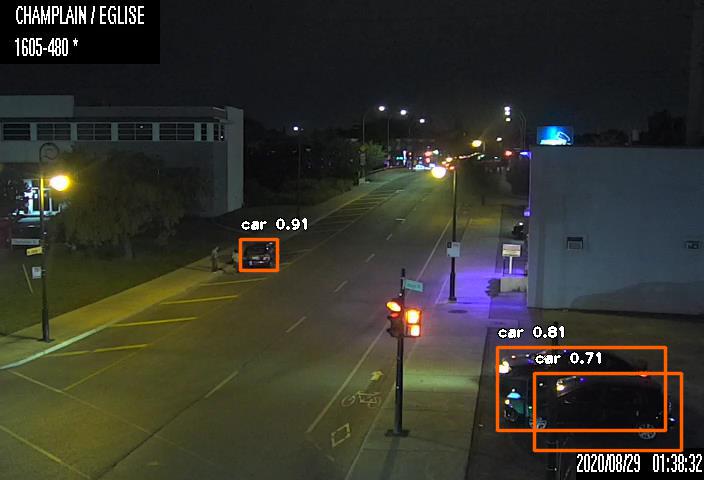 CHAMPLAIN / EGLISE
1605-480 *
car 0.91
car 0.81
car 0.71
2020/08/29 01:38:32